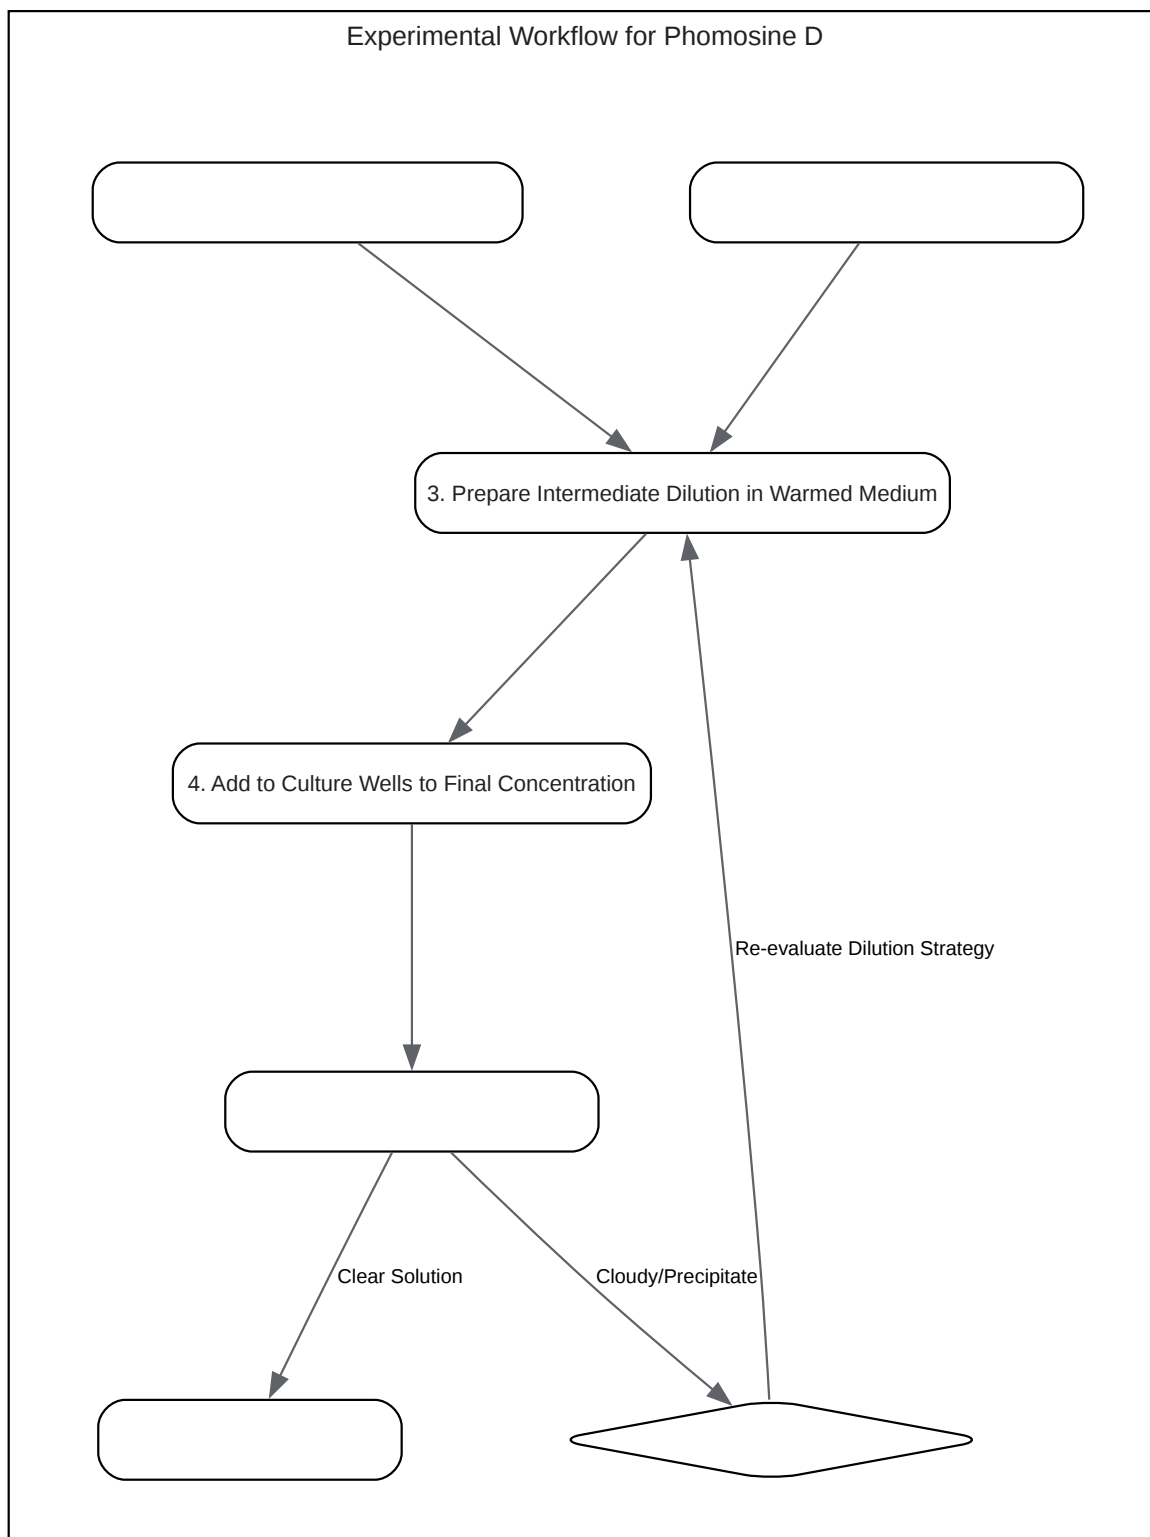 Experimental Workflow for Phomosine D
3. Prepare Intermediate Dilution in Warmed Medium
4. Add to Culture Wells to Final Concentration
Re-evaluate Dilution Strategy
Clear Solution
Cloudy/Precipitate